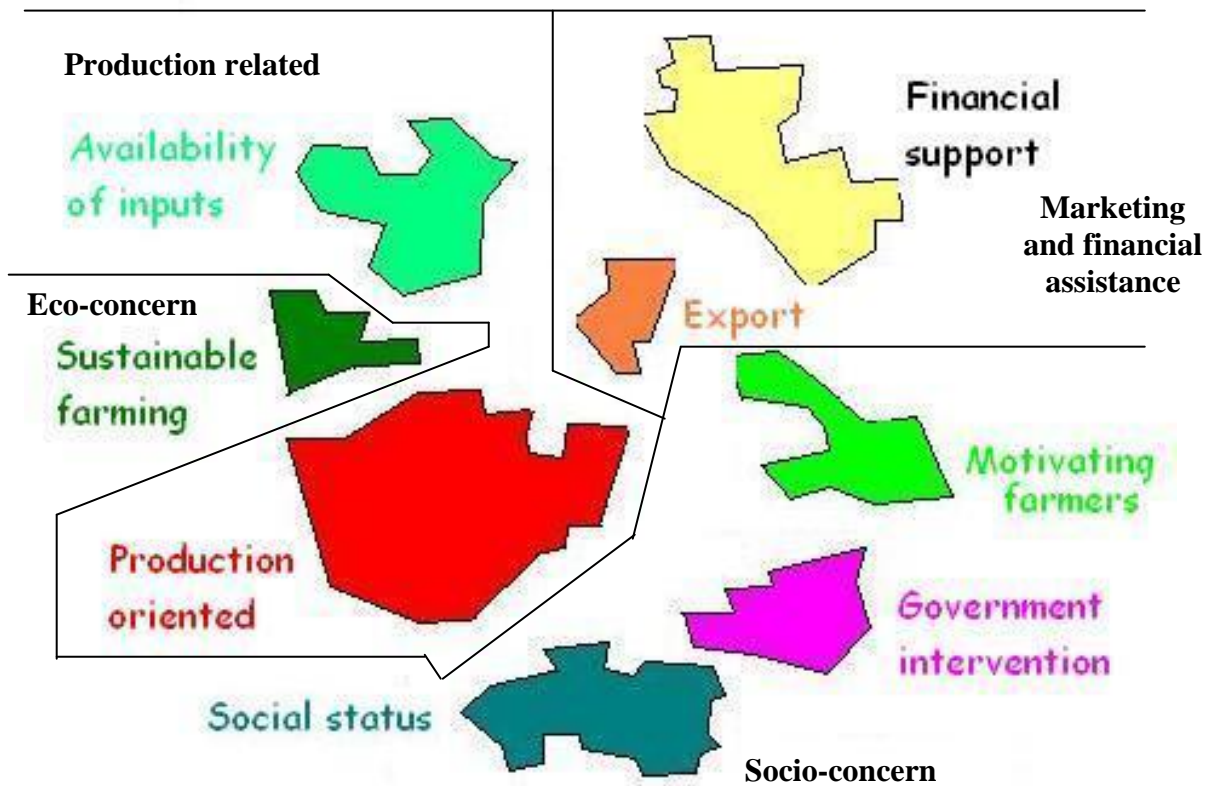 Production related
Availability
of inputs
Financial
support
Marketing
and financial
assistance
Eco-concern
Sustainable
farming
Export
Motivating
farmers
Production
oriented
Government
intervention
Social status
Socio-concern